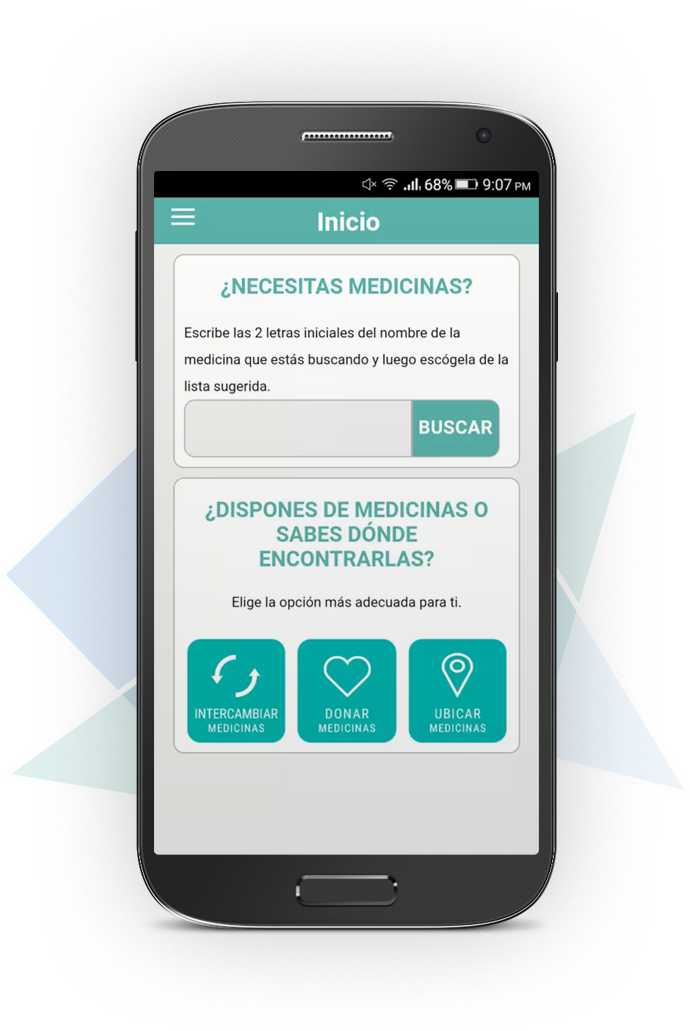 68% 9:07 PM
Inicio
¿NECESITAS MEDICINAS?
Escribe las 2 letras iniciales del nombre de la
medicina que estás buscando y luego escógela de la
lista sugerida.
BUSCAR
¿DISPONES DE MEDICINAS O
SABES DÓNDE
ENCONTRARLAS?
Elige la opción más adecuada para ti.
INTERCAMBIAR
MEDICINAS
DONAR
MEDICINAS
UBICAR
MEDICINAS